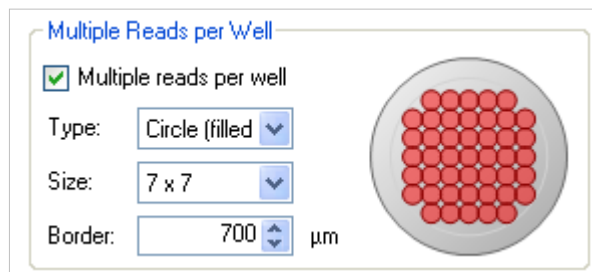 Multiple Reads per Well
Multiple reads per well
Type: Circle (filled
Size: 7 x 7
Border: 700 µm